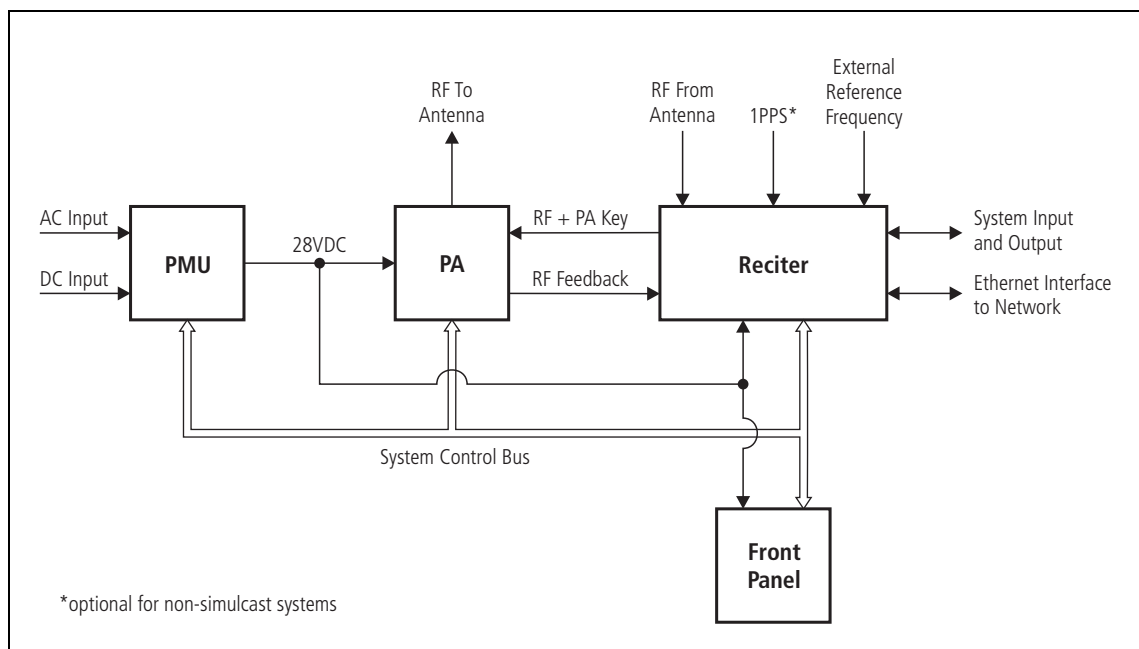 RF To
Antenna
RF From
Antenna
1PPS*
External
Reference
Frequency
AC Input
DC Input
PMU
28VDC
PA
RF + PA Key
RF Feedback
Reciter
System Input
and Output
Ethernet Interface
to Network
System Control Bus
Front
Panel
*optional for non-simulcast systems